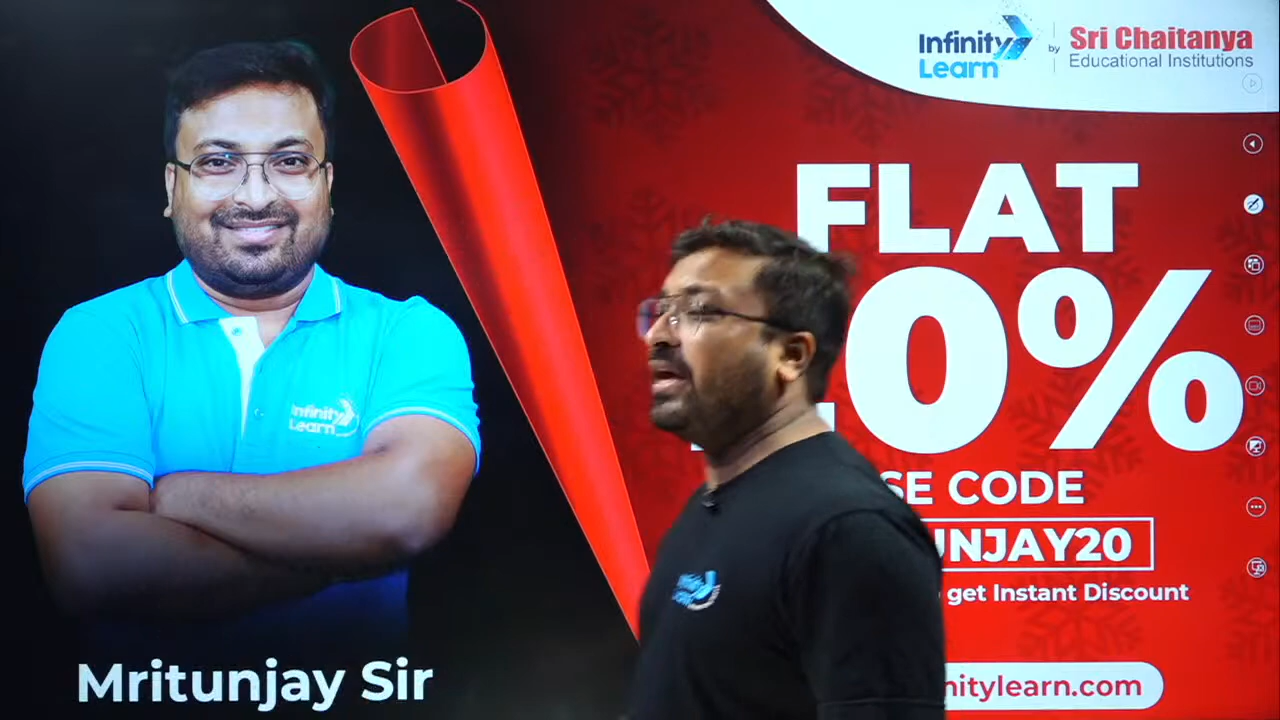 Infinity Learn
by
Sri Chaitanya
Educational Institutions
FLAT
0%
SE CODE
UNJAY20
get Instant Discount
nitylearn.com
Infinity
Learn
Mritunjay Sir